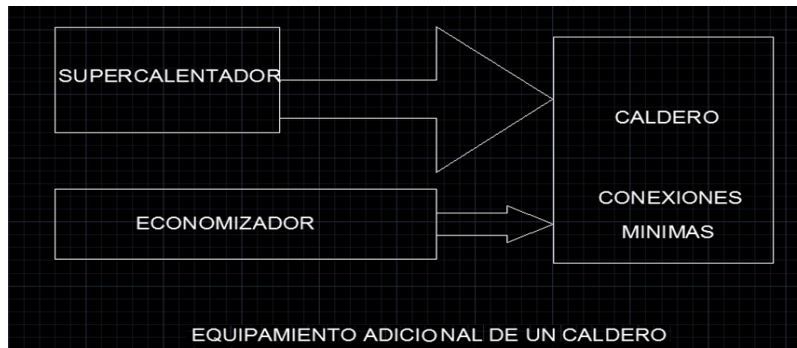 SUPERCALENTADOR
CALDERO
CONEXIONES
MINIMAS
ECONOMIZADOR
EQUIPAMIENTO ADICIONAL DE UN CALDERO